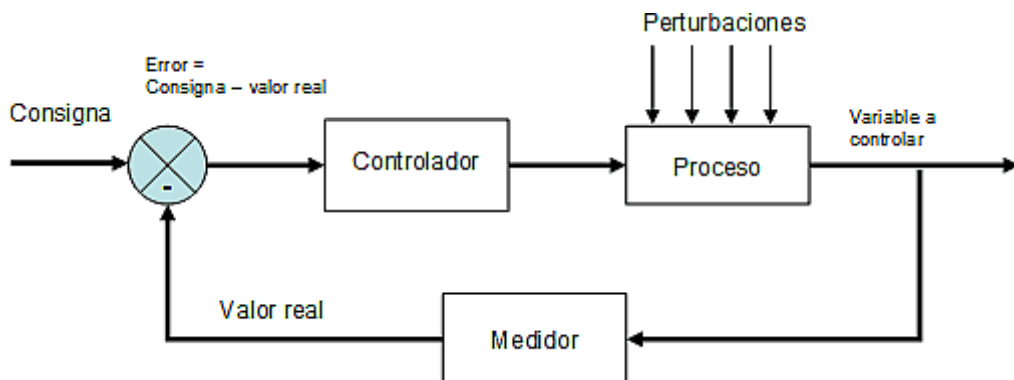 Perturbaciones
Error =
Consigna – valor real
Consigna
Variable a
controlar
Controlador
Proceso
-
Valor real
Medidor